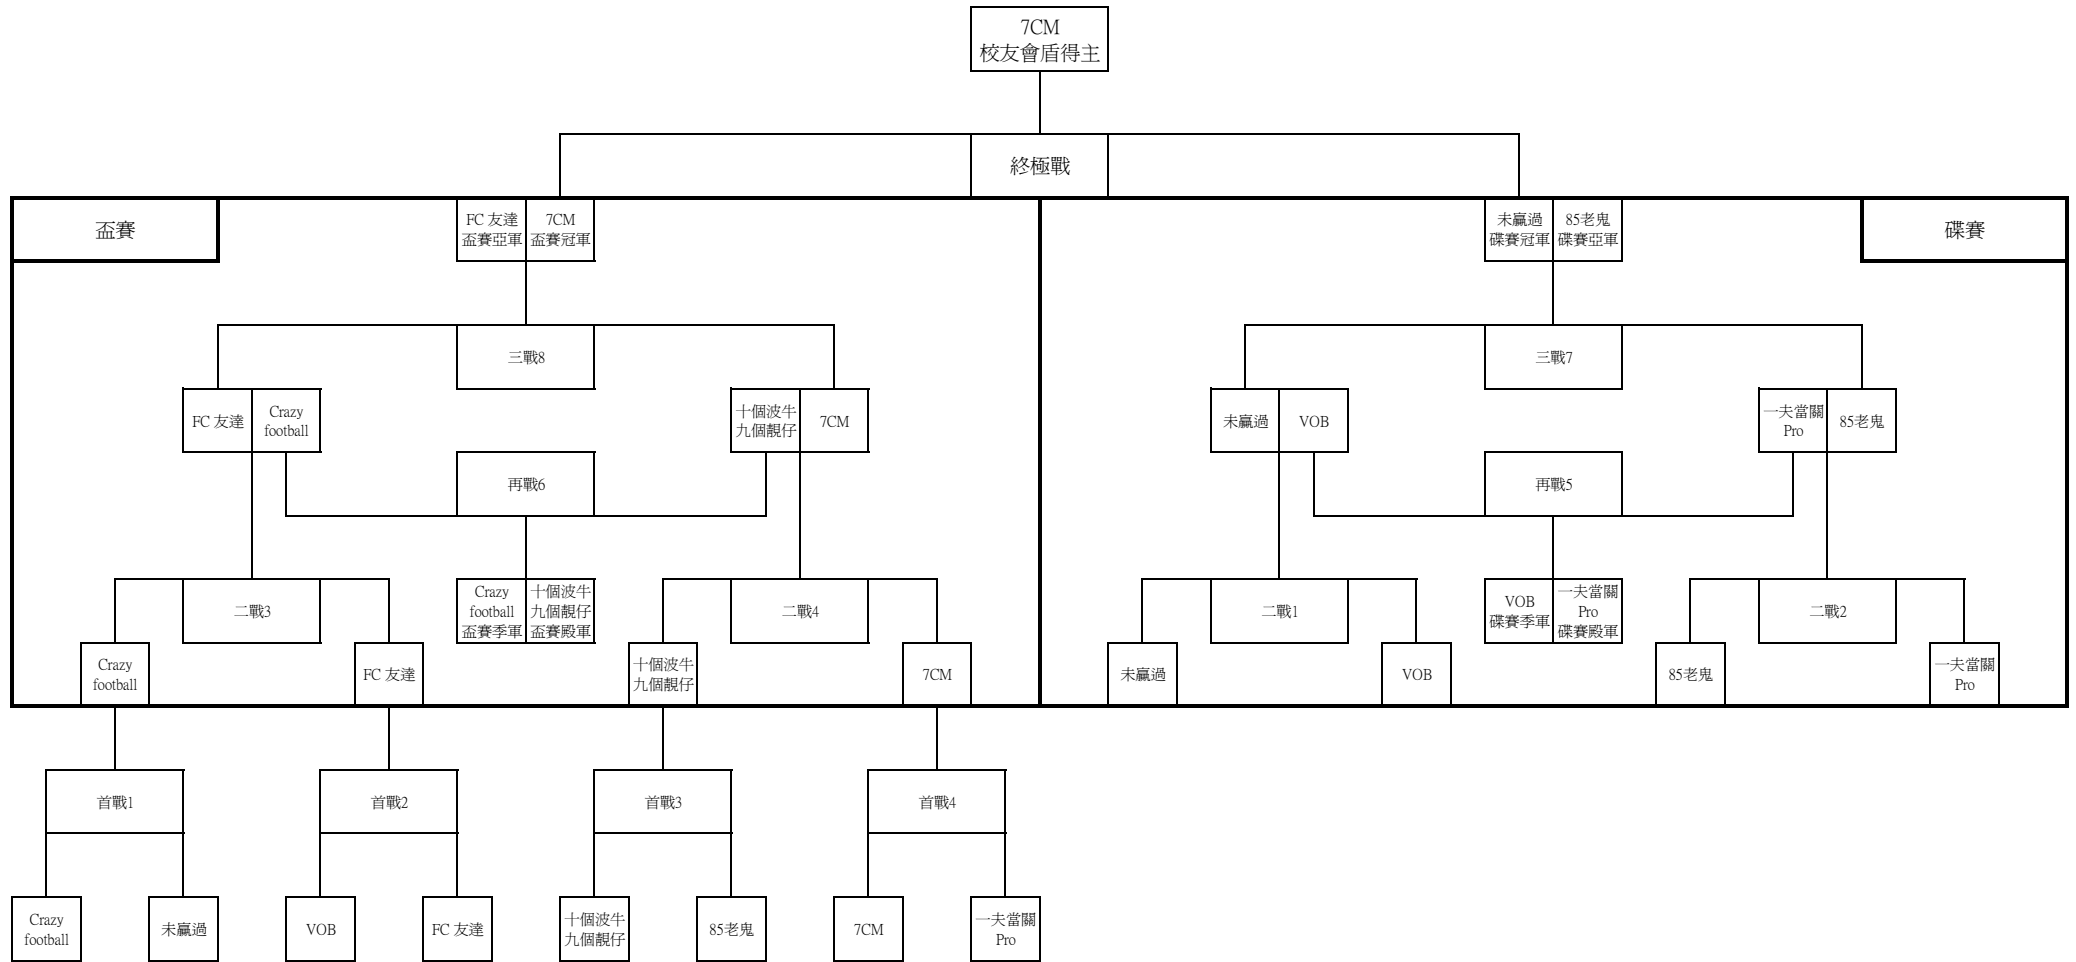 7CM
校友會盾得主
終極戰
盃賽
FC 友達
盃賽亞軍
7CM
盃賽冠軍
未贏過
碟賽冠軍
85老鬼
碟賽亞軍
碟賽
三戰8
三戰7
FC 友達
Crazy
football
十個波牛
九個靚仔
7CM
未贏過
VOB
一夫當關
Pro
85老鬼
再戰6
再戰5
二戰3
Crazy
football
盃賽季軍
十個波牛
九個靚仔
盃賽殿軍
二戰4
二戰1
VOB
碟賽季軍
一夫當關
Pro
碟賽殿軍
二戰2
Crazy
football
FC 友達
十個波牛
九個靚仔
7CM
未贏過
VOB
85老鬼
一夫當關
Pro
首戰1
首戰2
首戰3
首戰4
Crazy
football
未贏過
VOB
FC 友達
十個波牛
九個靚仔
85老鬼
7CM
一夫當關
Pro